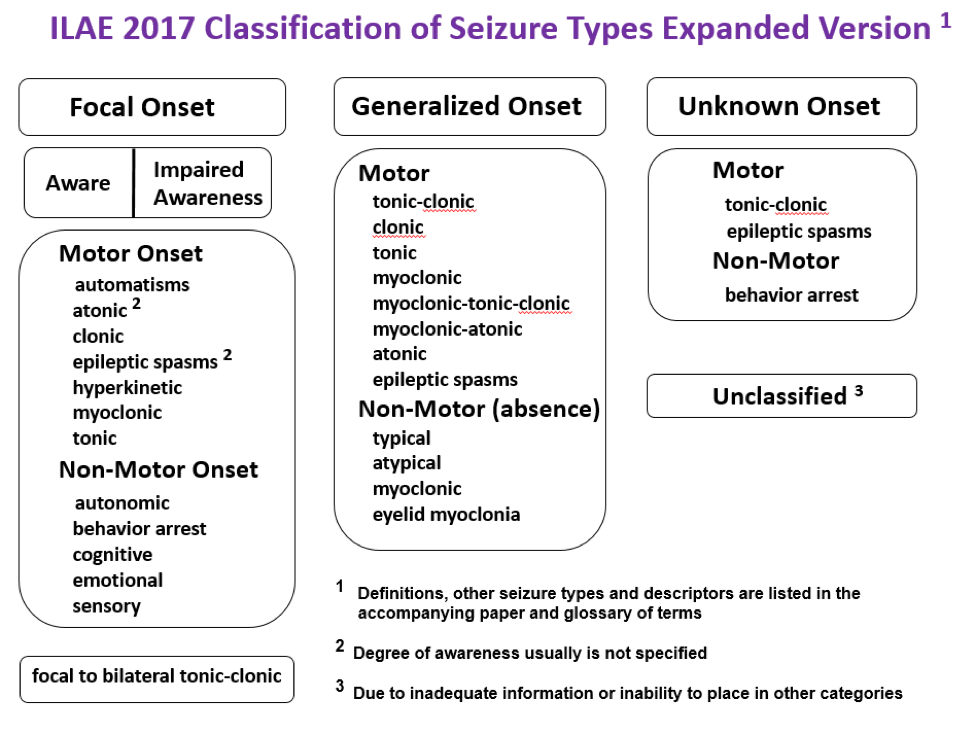 ILAE 2017 Classification of Seizure Types Expanded Version 1
Focal Onset
Aware
Impaired
Awareness
Motor Onset
automatisms
atonic 2
clonic
epileptic spasms 2
hyperkinetic
myoclonic
tonic
Non-Motor Onset
autonomic
behavior arrest
cognitive
emotional
sensory
focal to bilateral tonic-clonic
Generalized Onset
Motor
tonic-clonic
clonic
tonic
myoclonic
myoclonic-tonic-clonic
myoclonic-atonic
atonic
epileptic spasms
Non-Motor (absence)
typical
atypical
myoclonic
eyelid myoclonia
Unknown Onset
Motor
tonic-clonic
epileptic spasms
Non-Motor
behavior arrest
Unclassified 3
1 Definitions, other seizure types and descriptors are listed in the
accompanying paper and glossary of terms
2 Degree of awareness usually is not specified
3 Due to inadequate information or inability to place in other categories